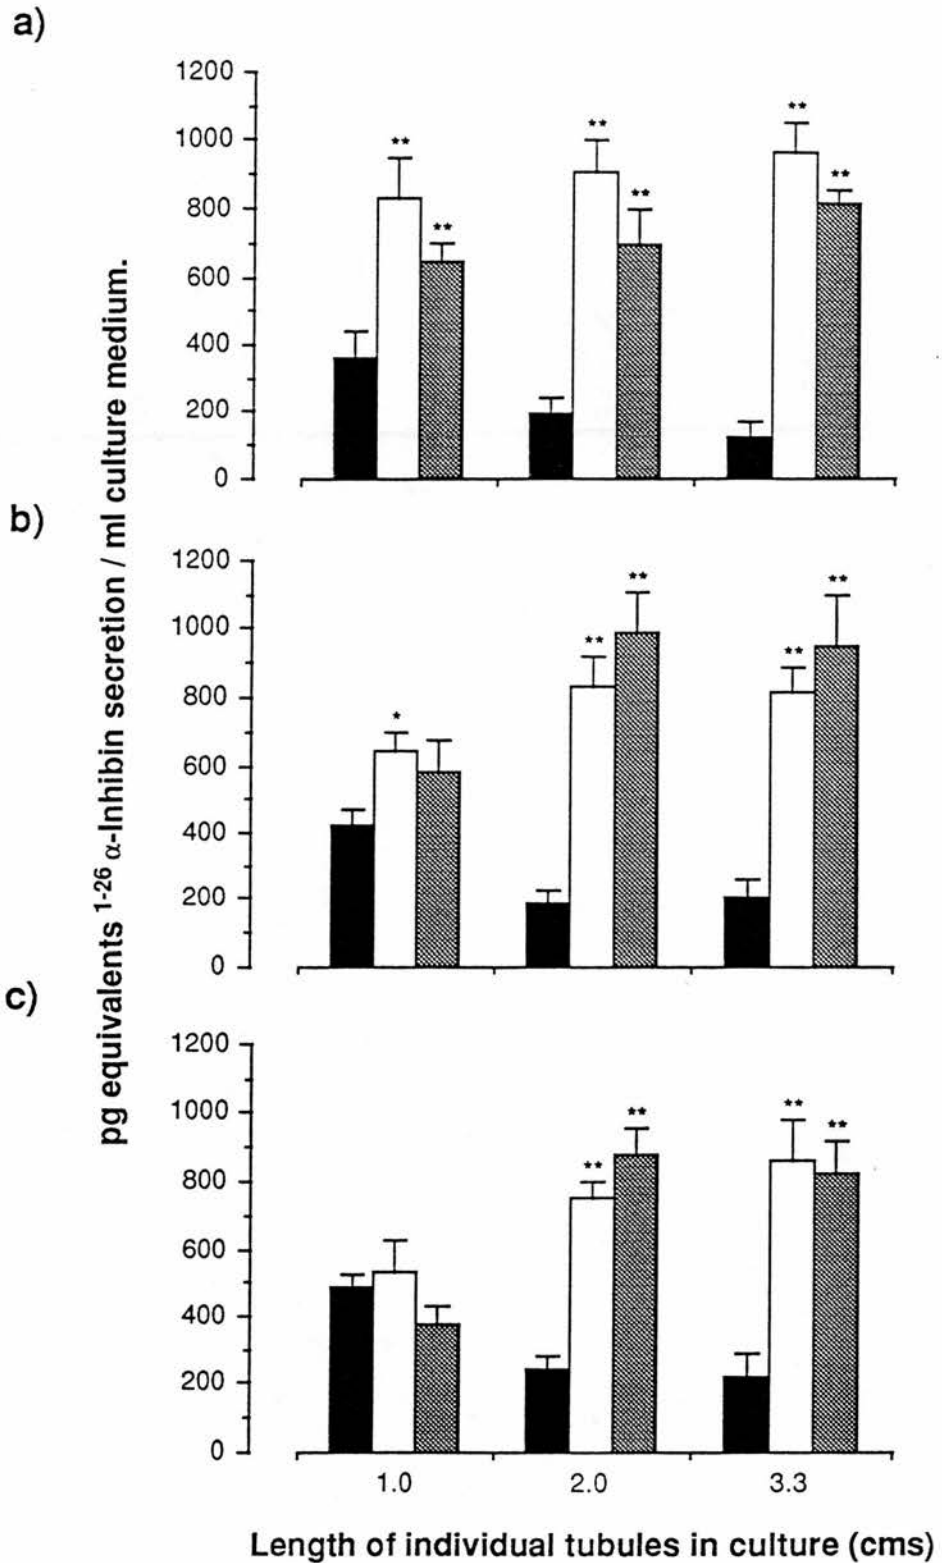 a)
1200
1000
800
600
400
200
0
** ** ** ** ** **
b)
1200
1000
800
600
400
200
0
* ** ** ** **
c)
1200
1000
800
600
400
200
0
** ** ** **
1.0 2.0 3.3
Length of individual tubules in culture (cms)
pg equivalents 1-26 α-Inhibin secretion / ml culture medium.